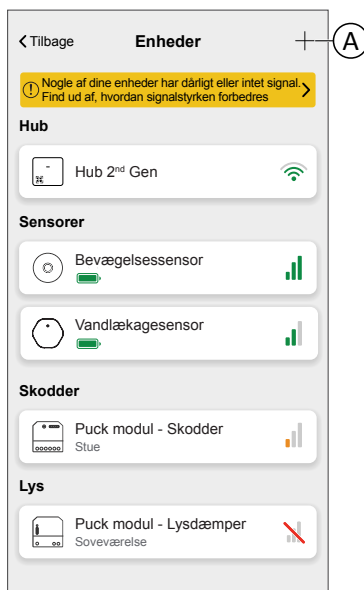 Tilbage
Enheder
A
Nogle af dine enheder har dårligt eller intet signal.
Find ud af, hvordan signalstyrken forbedres
Hub
Hub 2nd Gen
Sensorer
Bevægelsessensor
Vandlækagesensor
Skodder
Puck modul - Skodder
Stue
Lys
Puck modul - Lysdæmper
Soveværelse